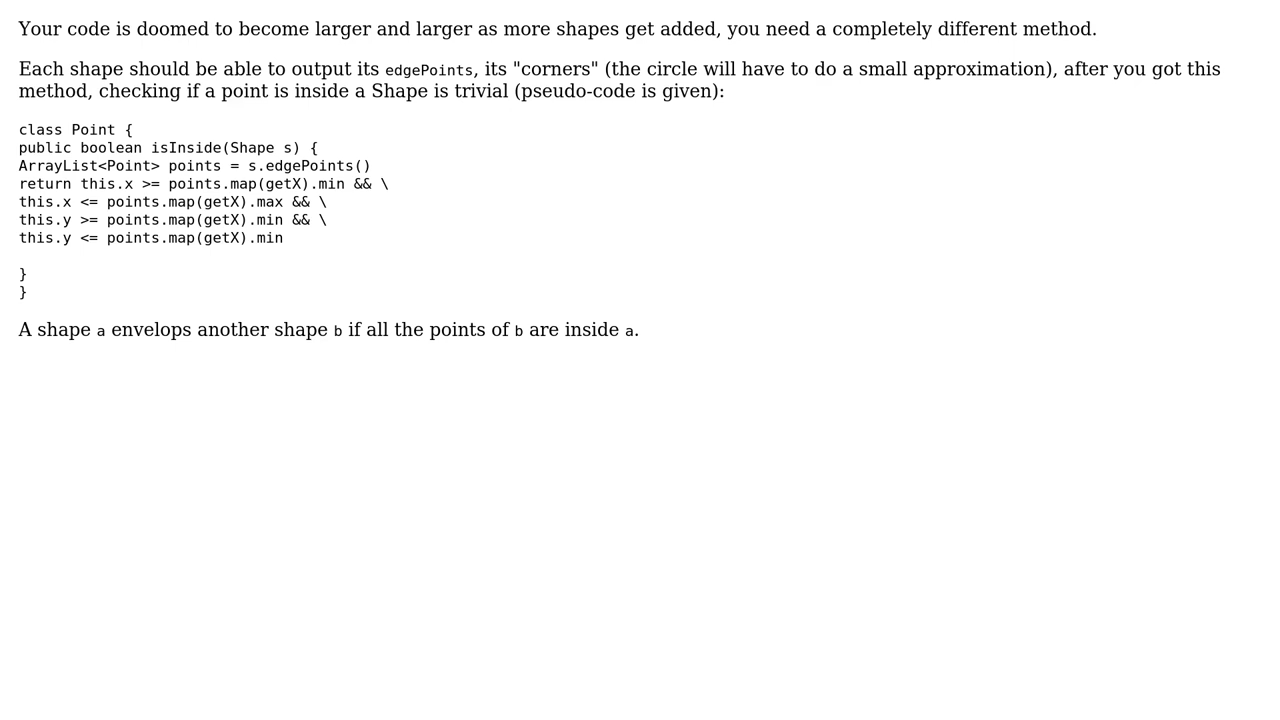 Your code is doomed to become larger and larger as more shapes get added, you need a completely different method.
Each shape should be able to output its edgePoints, its "corners" (the circle will have to do a small approximation), after you got this
method, checking if a point is inside a Shape is trivial (pseudo-code is given):
class Point {
public boolean isInside(Shape s) {
ArrayList<Point> points = s.edgePoints()
return this.x >= points.map(getX).min && \
this.x <= points.map(getX).max && \
this.y >= points.map(getX).min && \
this.y <= points.map(getX).min
}
}
A shape a envelops another shape b if all the points of b are inside a.